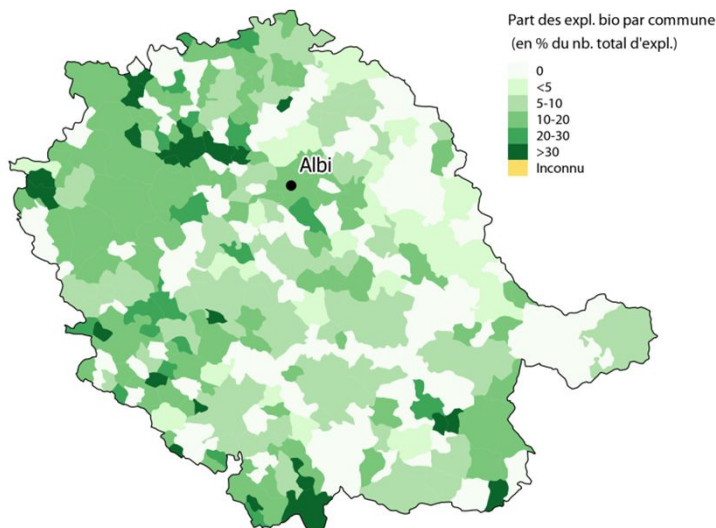 Part des expl. bio par commune
(en % du nb. total d'expl.)
0
<5
5-10
10-20
20-30
>30
Inconnu
Albi